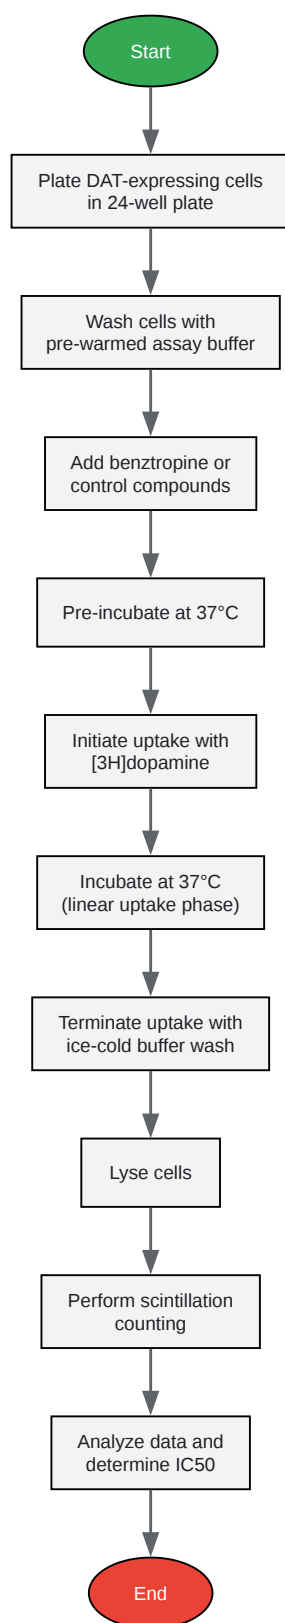 Start
Plate DAT-expressing cells
in 24-well plate
Wash cells with
pre-warmed assay buffer
Add benztropine or
control compounds
Pre-incubate at 37°C
Initiate uptake with
[3H]dopamine
Incubate at 37°C
(linear uptake phase)
Terminate uptake with
ice-cold buffer wash
Lyse cells
Perform scintillation
counting
Analyze data and
determine IC50
End